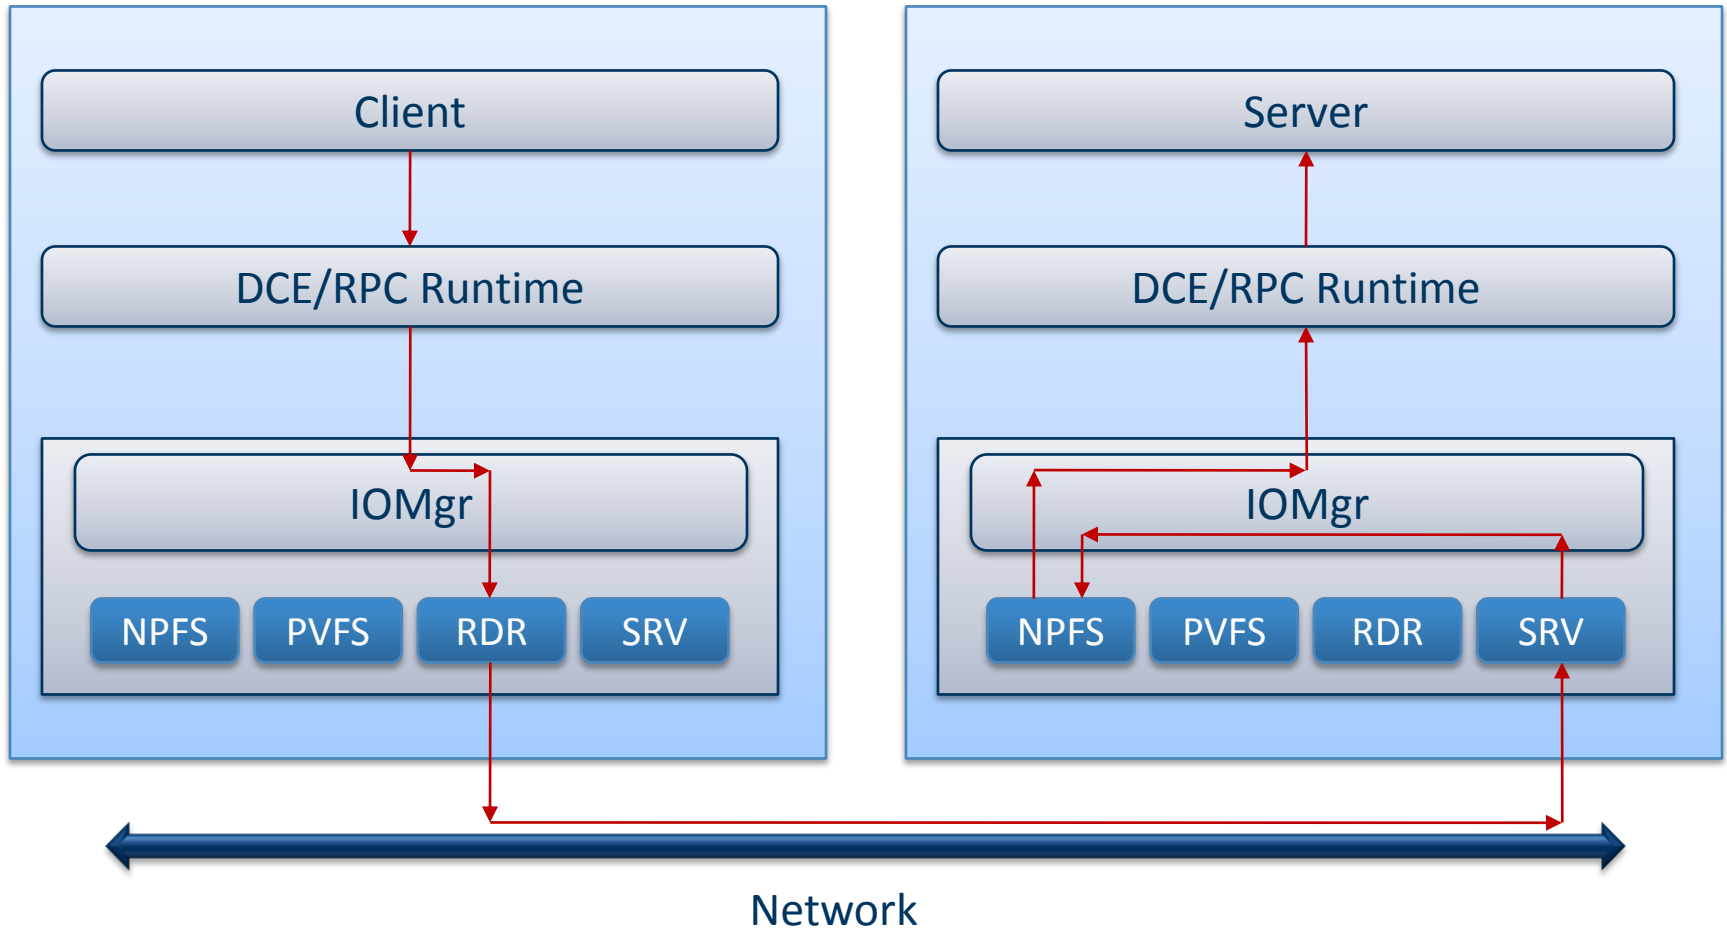 Client
DCE/RPC Runtime
IOMgr
NPFS
PVFS
RDR
SRV
Server
DCE/RPC Runtime
IOMgr
NPFS
PVFS
RDR
SRV
Network